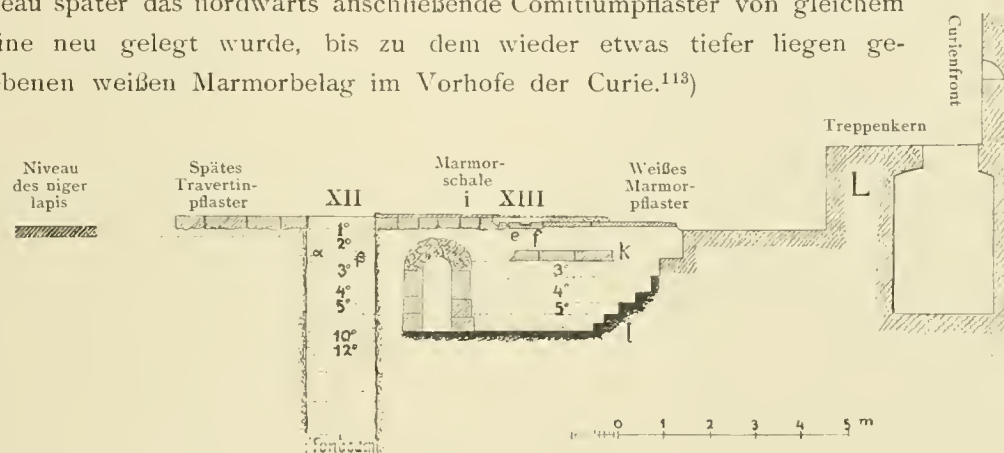 eau später das nordwärts anschließende Comitiumpflaster von gleichem
ine neu gelegt wurde, bis zu dem wieder etwas tiefer liegen ge-
benen weißen Marmorbelag im Vorhofe der Curie.¹¹³)
Curienfront
Treppenkern
Niveau
des niger
lapis
Spätes
Travertin-
pflaster
XII
Marmor-
schale
i
XIII
Weißes
Marmor-
pflaster
L
1°
2°
α
β
3°
4°
5°
10°
12°
e
f
k
3°
4°
5°
l
0 1 2 3 4 5 m